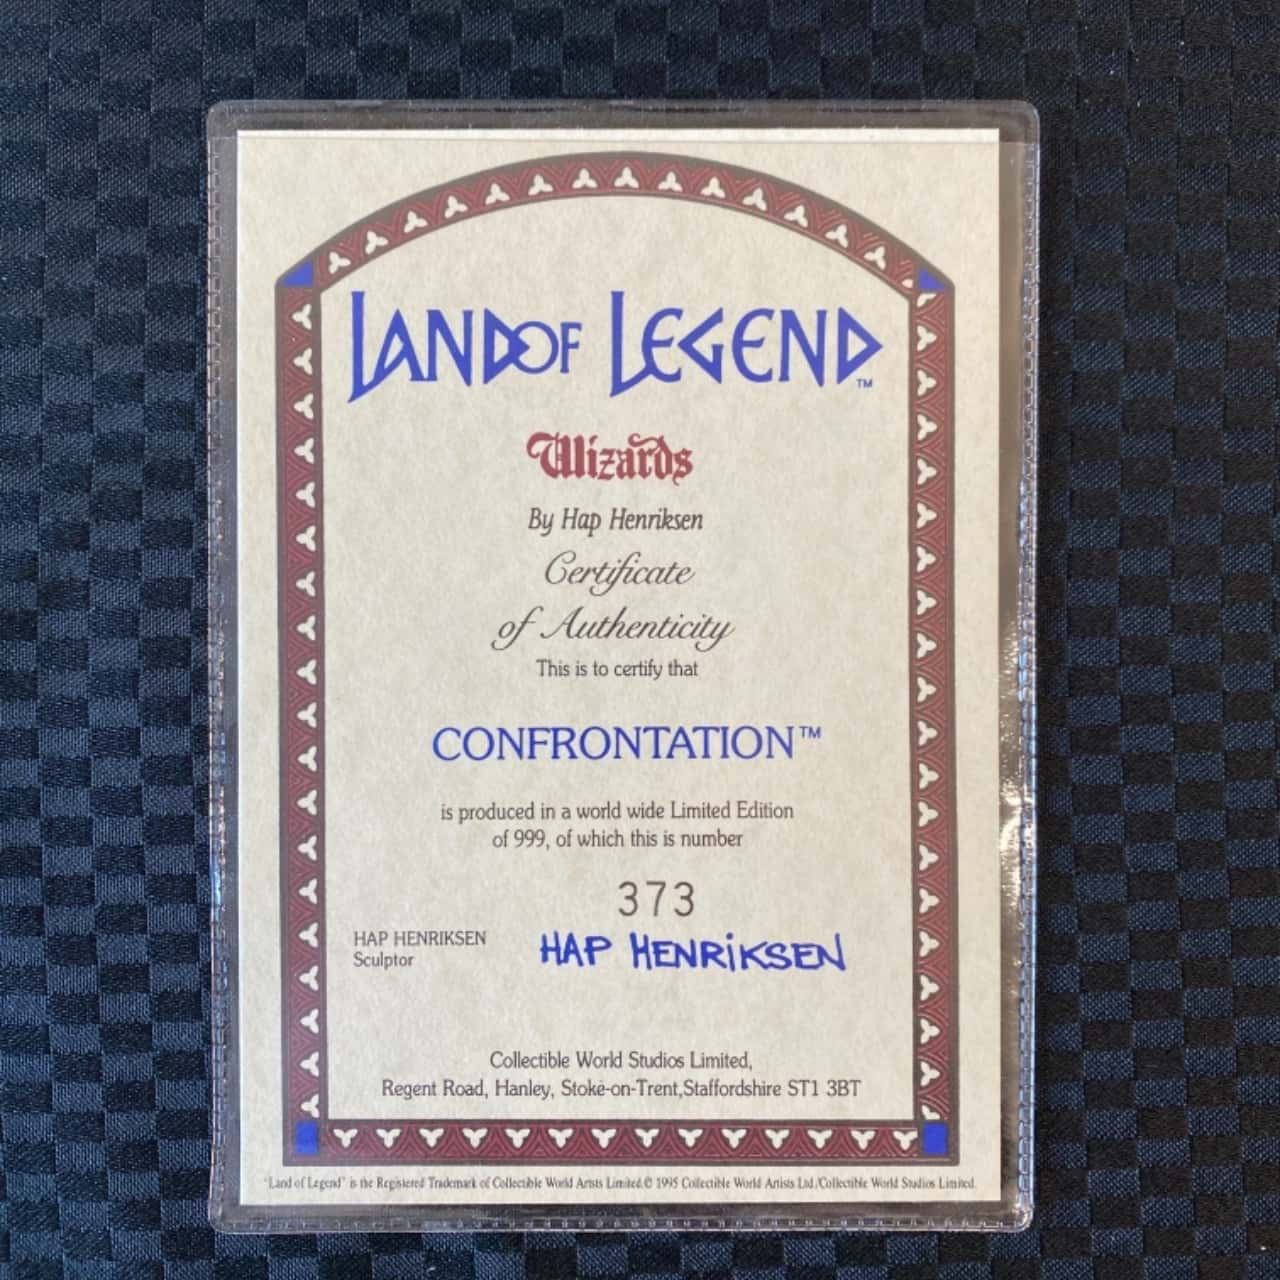 LAND OF LEGEND™
Wizards
By Hap Henriksen
Certificate
of Authenticity
This is to certify that
CONFRONTATION™
is produced in a world wide Limited Edition
of 999, of which this is number
373
HAP HENRIKSEN
Sculptor
HAP HENRIKSEN
Collectible World Studios Limited,
Regent Road, Hanley, Stoke-on-Trent,Staffordshire ST1 3BT
"Land of Legend" is the Registered Trademark of Collectible World Artists Limited.© 1995 Collectible World Artists Ltd./Collectible World Studios Limited.